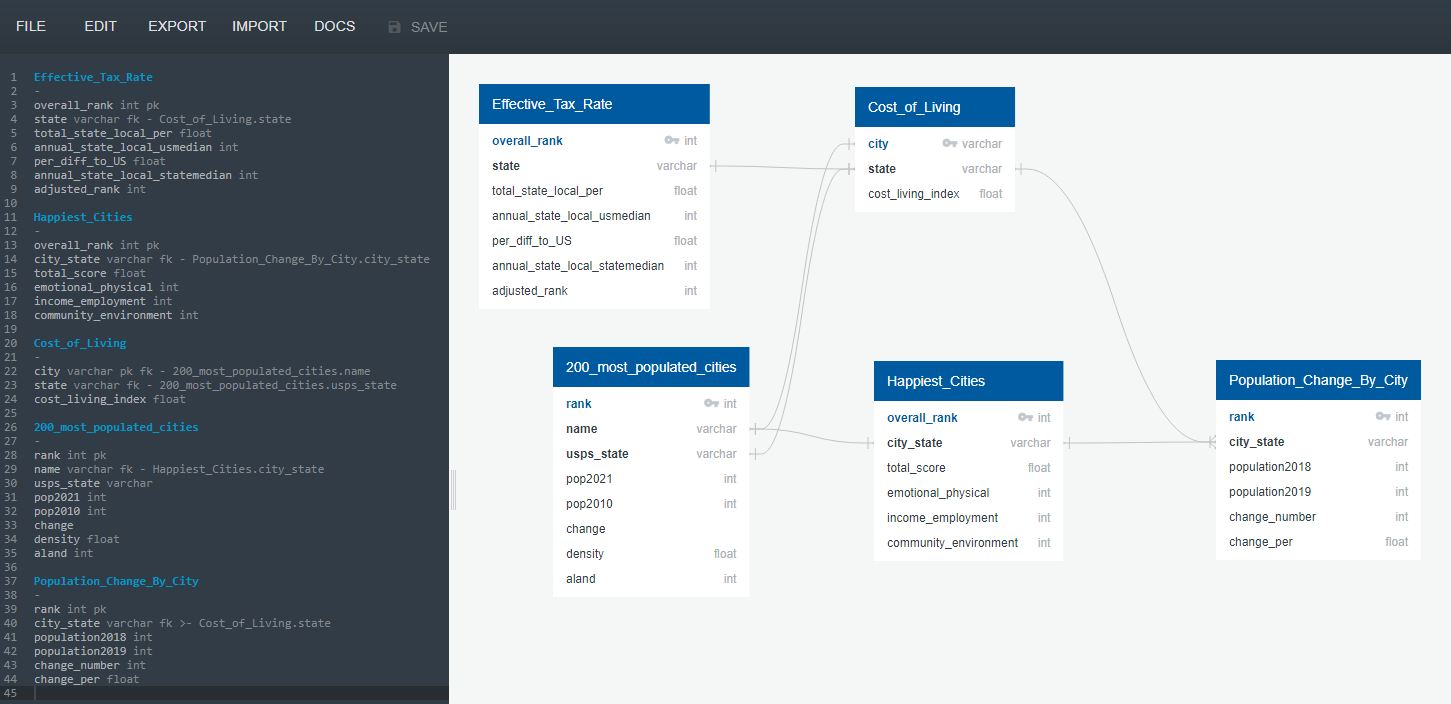 FILE EDIT EXPORT IMPORT DOCS SAVE
1 Effective_Tax_Rate
2 -
3 overall_rank int pk
4 state varchar fk - Cost_of_Living.state
5 total_state_local_per float
6 annual_state_local_usmedian int
7 per_diff_to_US float
8 annual_state_local_statemedian int
9 adjusted_rank int
10
11 Happiest_Cities
12 -
13 overall_rank int pk
14 city_state varchar fk - Population_Change_By_City.city_state
15 total_score float
16 emotional_physical int
17 income_employment int
18 community_environment int
19
20 Cost_of_Living
21 -
22 city varchar pk fk - 200_most_populated_cities.name
23 state varchar fk - 200_most_populated_cities.usps_state
24 cost_living_index float
25
26 200_most_populated_cities
27 -
28 rank int pk
29 name varchar fk - Happiest_Cities.city_state
30 usps_state varchar
31 pop2021 int
32 pop2010 int
33 change
34 density float
35 aland int
36
37 Population_Change_By_City
38 -
39 rank int pk
40 city_state varchar fk >- Cost_of_Living.state
41 population2018 int
42 population2019 int
43 change_number int
44 change_per float
45
Effective_Tax_Rate
overall_rank int
state varchar
total_state_local_per float
annual_state_local_usmedian int
per_diff_to_US float
annual_state_local_statemedian int
adjusted_rank int
Cost_of_Living
city varchar
state varchar
cost_living_index float
200_most_populated_cities
rank int
name varchar
usps_state varchar
pop2021 int
pop2010 int
change
density float
aland int
Happiest_Cities
overall_rank int
city_state varchar
total_score float
emotional_physical int
income_employment int
community_environment int
Population_Change_By_City
rank int
city_state varchar
population2018 int
population2019 int
change_number int
change_per float